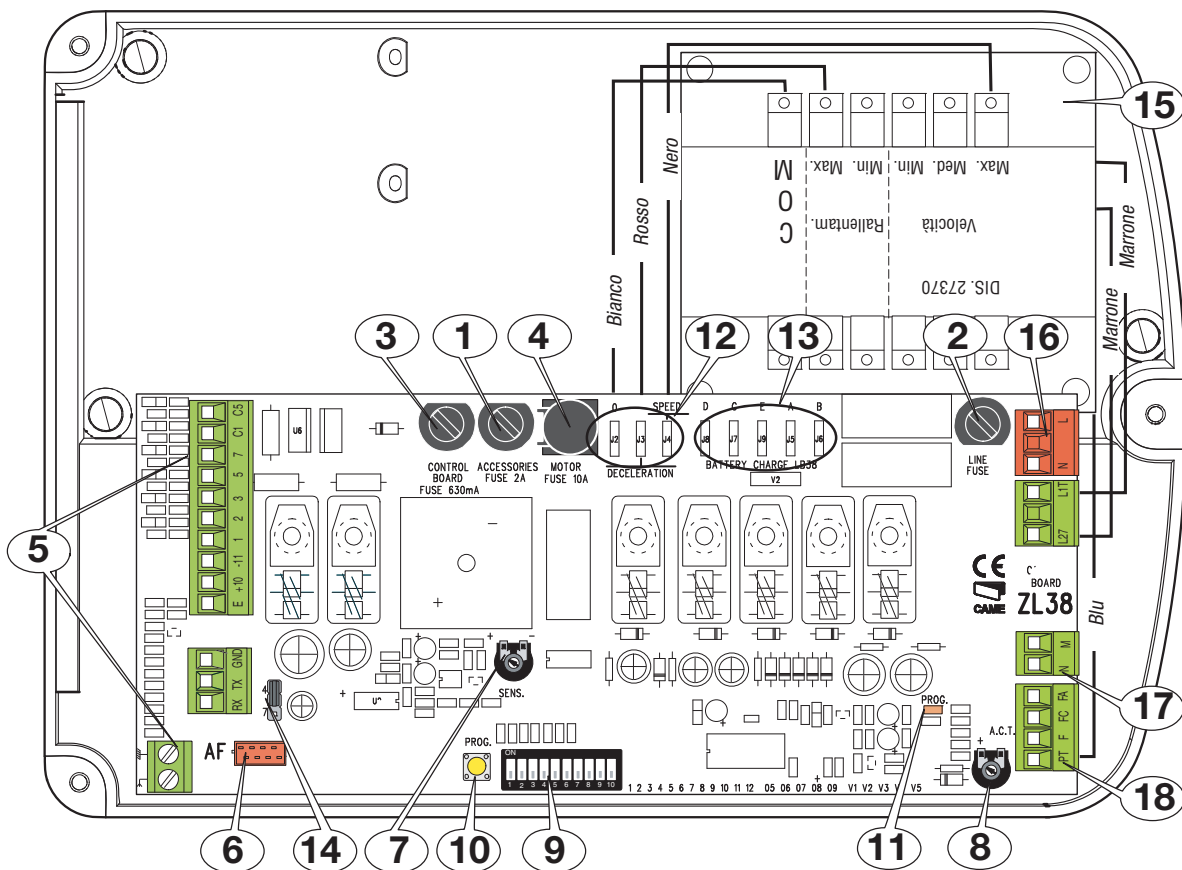 15
Max.
Med.
Min.
Velocità
Min.
Max.
Rallentam.
COM
DIS. 27370
Nero
Rosso
Bianco
Marrone
Marrone
Blu
3
1
4
12
13
2
16
O
SPEED
D
C
E
A
B
J2
J3
J4
J8
J7
J9
J5
J6
DECELERATION
BATTERY CHARGE LB38
V2
CONTROL
BOARD
FUSE 630mA
ACCESSORIES
FUSE 2A
MOTOR
FUSE 10A
LINE
FUSE
U6
C5
C1
7
5
3
2
1
-11
+10
E
5
L
N
L1T
L2T
CE
CAME
BOARD
ZL38
M
N
17
FA
FC
F
PT
18
GND
TX
RX
4
7
AF
SENS.
+
-
PROG.
ON
1 2 3 4 5 6 7 8 9 10
1 2 3 4 5 6 7 8 9 10 11 12
05 06 07 08 09
V1 V2 V3 V5
PROG.
A.C.T.
+
6
14
7
10
9
11
8